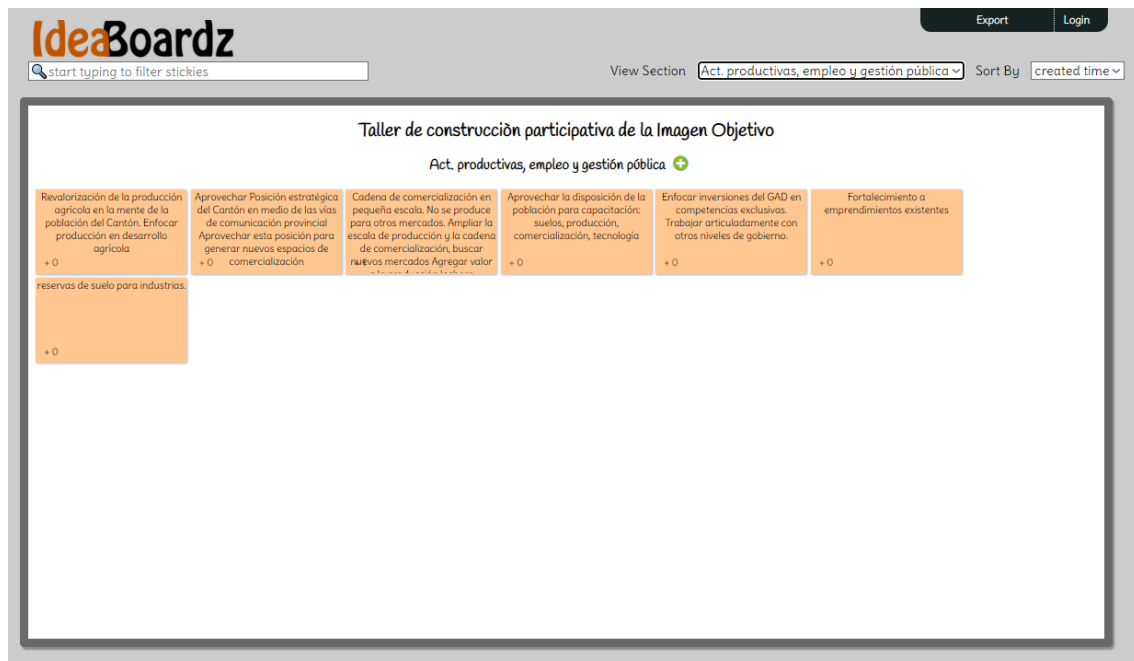 Export Login
IdeaBoardz
start typing to filter stickies
View Section Act. productivas, empleo y gestión pública Sort By created time
Taller de construcciòn participativa de la Imagen Objetivo
Act. productivas, empleo y gestión pública
Revalorización de la producción
agrícola en la mente de la
población del Cantón. Enfocar
producción en desarrollo
agrícola
+0
Aprovechar Posición estratégica
del Cantón en medio de las vías
de comunicación provincial
Aprovechar esta posición para
generar nuevos espacios de
comercialización
+0
Cadena de comercialización en
pequeña escala. No se produce
para otros mercados. Ampliar la
escala de producción y la cadena
de comercialización, buscar
nuevos mercados Agregar valor
Aprovechar la disposición de la
población para capacitación:
suelos, producción,
comercialización, tecnología
+0
Enfocar inversiones del GAD en
competencias exclusivas.
Trabajar articuladamente con
otros niveles de gobierno.
+0
Fortalecimiento a
emprendimientos existentes
+0
reservas de suelo para industrias.
+0